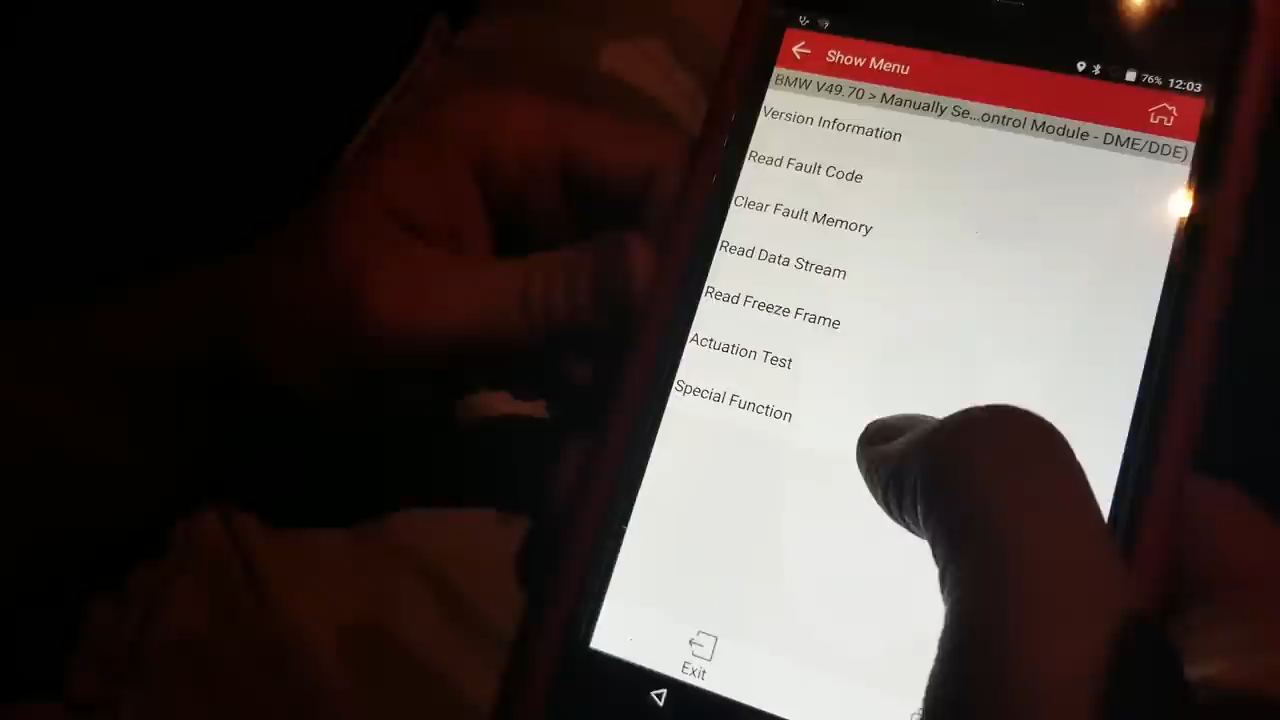 76% 12:03
Show Menu
BMW V49.70 > Manually Se...ontrol Module - DME/DDE)
Version Information
Read Fault Code
Clear Fault Memory
Read Data Stream
Read Freeze Frame
Actuation Test
Special Function
Exit